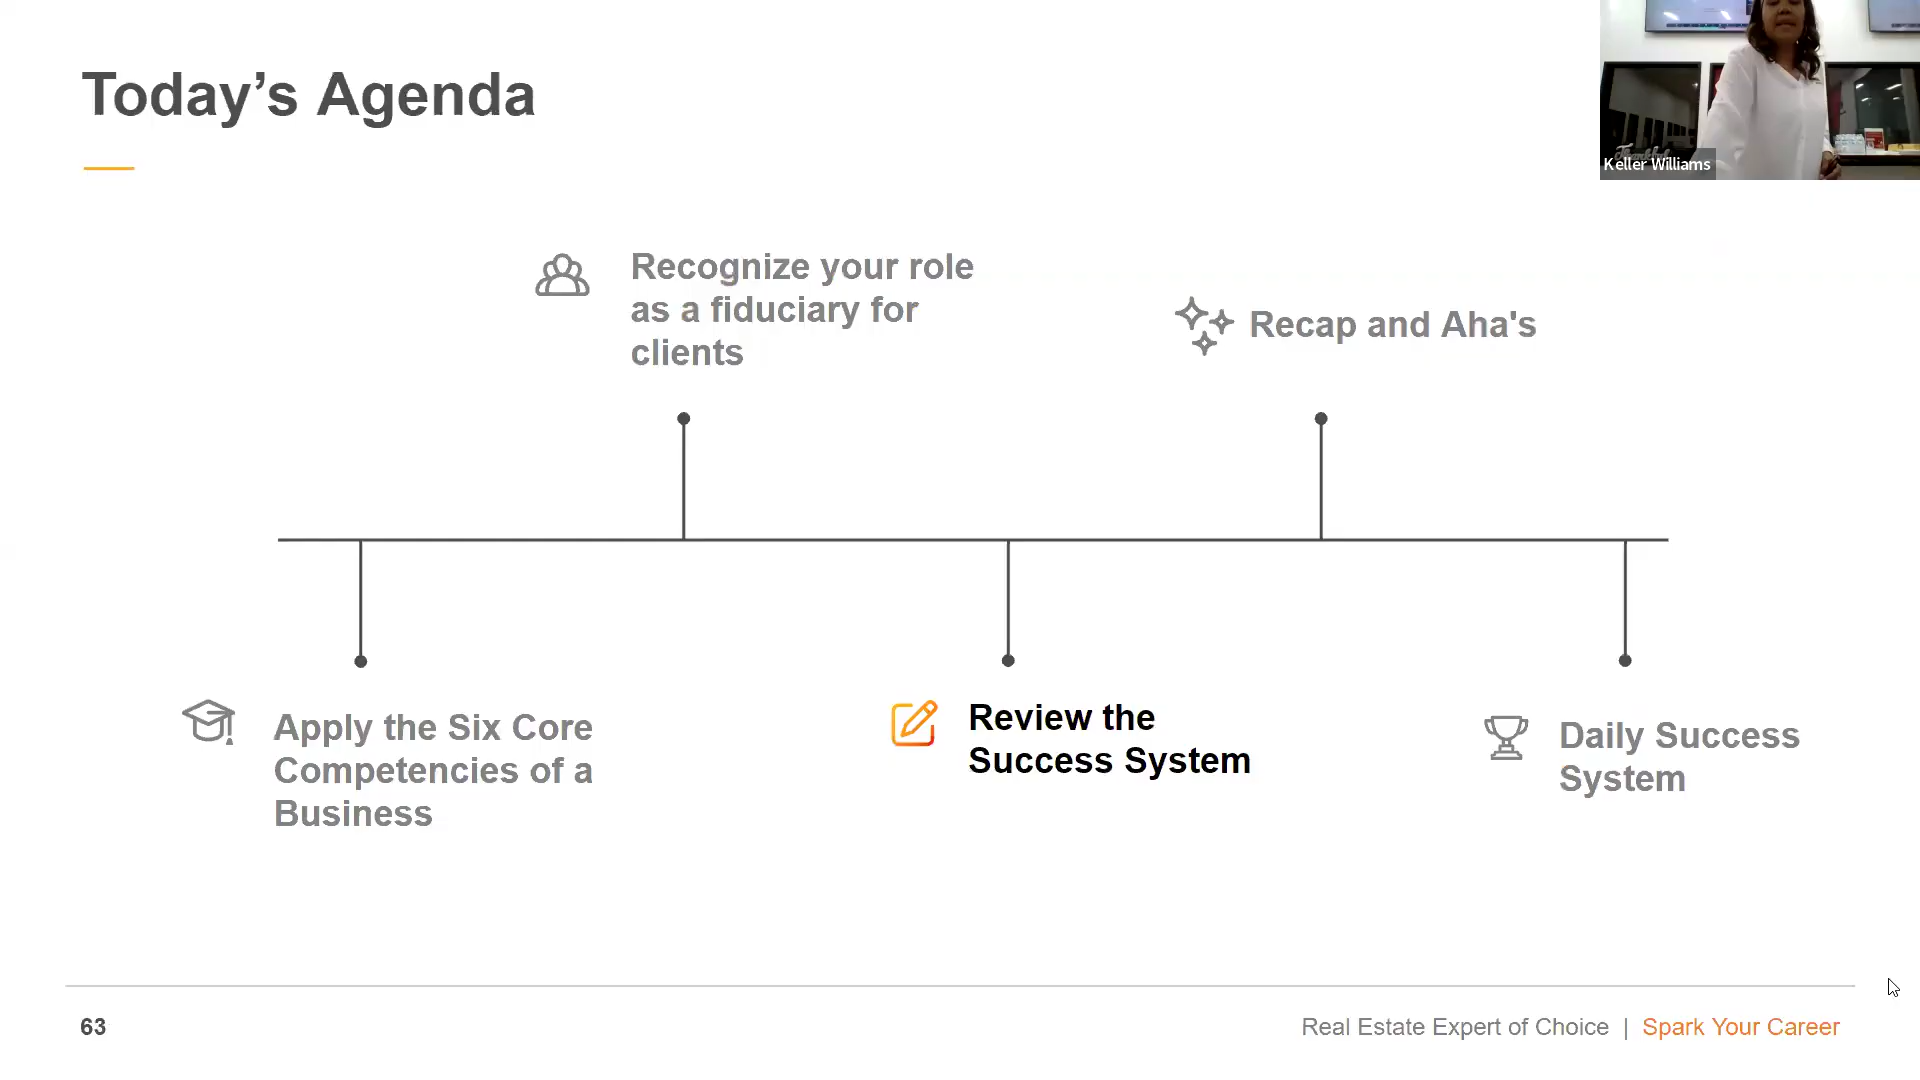 Today’s Agenda
Keller Williams
Recognize your role
as a fiduciary for
clients
Recap and Aha's
Apply the Six Core
Competencies of a
Business
Review the
Success System
Daily Success
System
63
Real Estate Expert of Choice | Spark Your Career